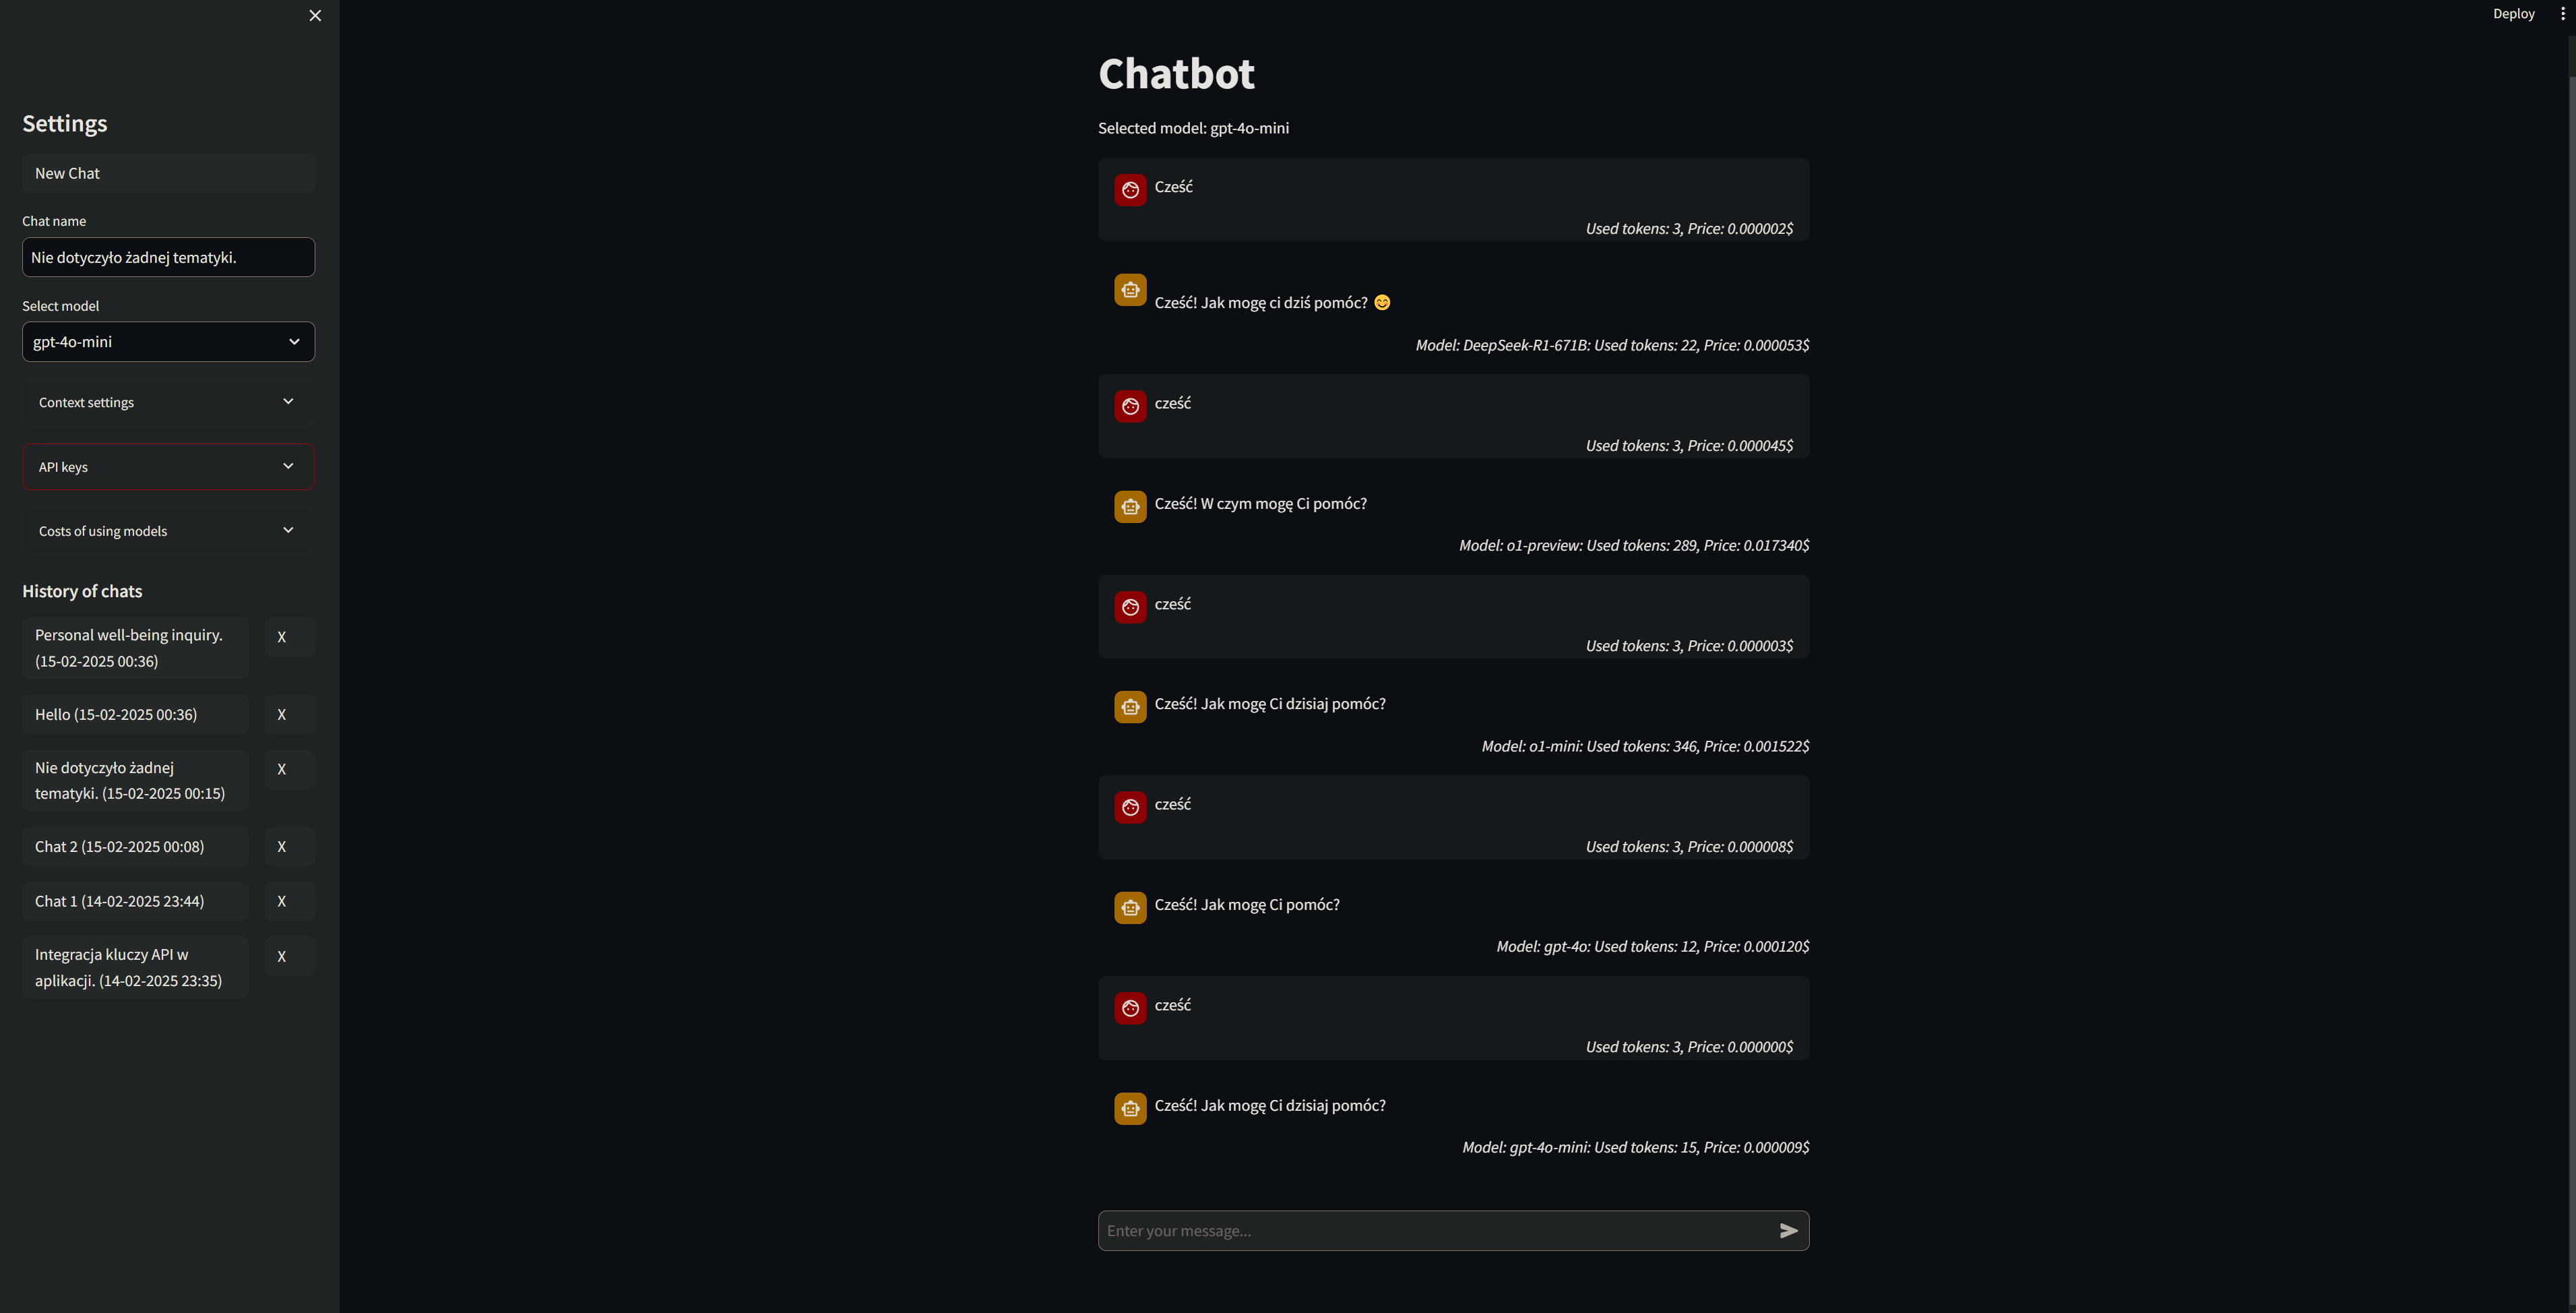 Deploy
Settings
New Chat
Chat name
Nie dotyczyło żadnej tematyki.
Select model
gpt-4o-mini
Context settings
API keys
Costs of using models
History of chats
Personal well-being inquiry.
(15-02-2025 00:36)
X
Hello (15-02-2025 00:36)
X
Nie dotyczyło żadnej
tematyki. (15-02-2025 00:15)
X
Chat 2 (15-02-2025 00:08)
X
Chat 1 (14-02-2025 23:44)
X
Integracja kluczy API w
aplikacji. (14-02-2025 23:35)
X
Chatbot
Selected model: gpt-4o-mini
Cześć
Used tokens: 3, Price: 0.000002$
Cześć! Jak mogę ci dziś pomóc? 😊
Model: DeepSeek-R1-671B: Used tokens: 22, Price: 0.000053$
cześć
Used tokens: 3, Price: 0.000045$
Cześć! W czym mogę Ci pomóc?
Model: o1-preview: Used tokens: 289, Price: 0.017340$
cześć
Used tokens: 3, Price: 0.000003$
Cześć! Jak mogę Ci dzisiaj pomóc?
Model: o1-mini: Used tokens: 346, Price: 0.001522$
cześć
Used tokens: 3, Price: 0.000008$
Cześć! Jak mogę Ci pomóc?
Model: gpt-4o: Used tokens: 12, Price: 0.000120$
cześć
Used tokens: 3, Price: 0.000000$
Cześć! Jak mogę Ci dzisiaj pomóc?
Model: gpt-4o-mini: Used tokens: 15, Price: 0.000009$
Enter your message...